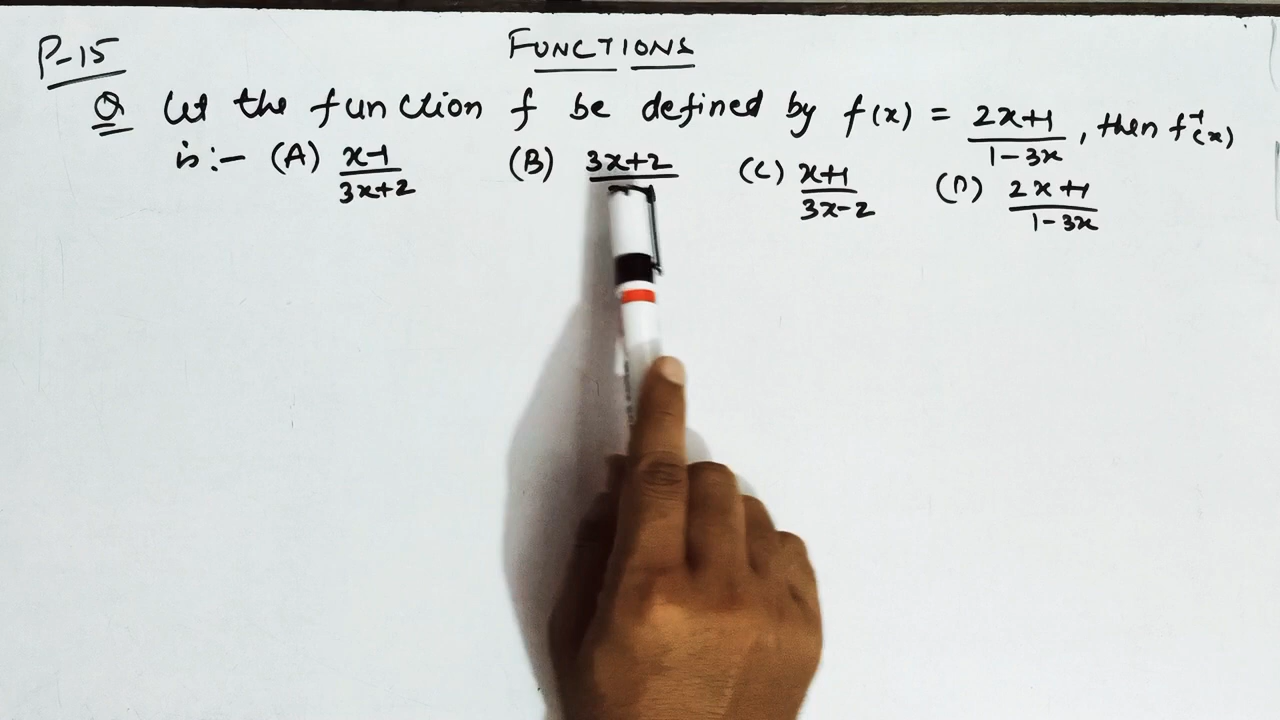 P-15
FUNCTIONS
Q Let the function f be defined by f(x) = 2x+1/1-3x, then f⁻¹(x)
is:- (A) x-1/3x+2 (B) 3x+2 (C) x+1/3x-2 (D) 2x+1/1-3x